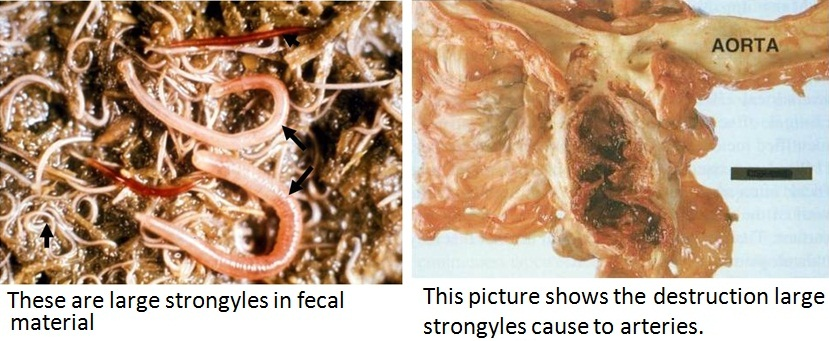 AORTA
These are large strongyles in fecal
material
This picture shows the destruction large
strongyles cause to arteries.